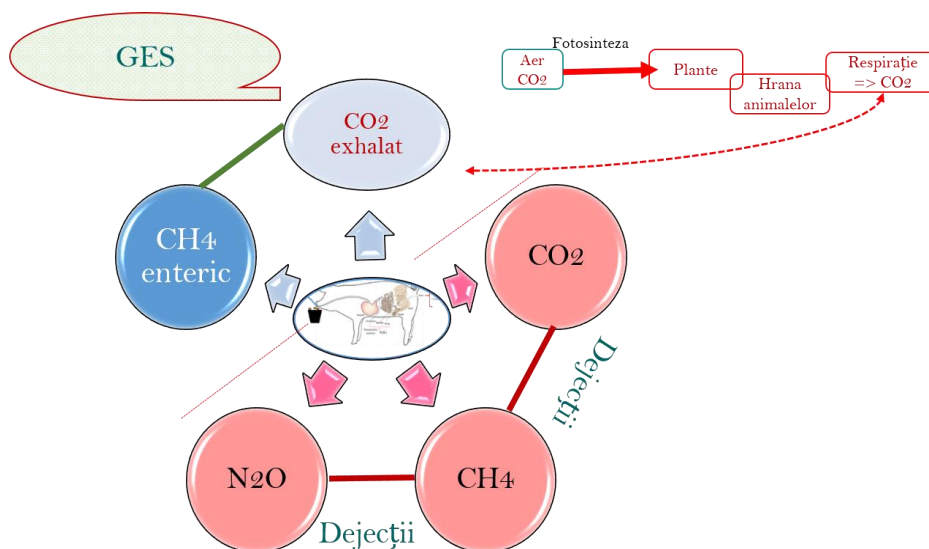 GES
Fotosinteza
Aer
CO2
Plante
Hrana
animalelor
Respirație
=> CO2
CO2
exhalat
CH4
enteric
CO2
Dejecții
N2O
CH4
Dejecții